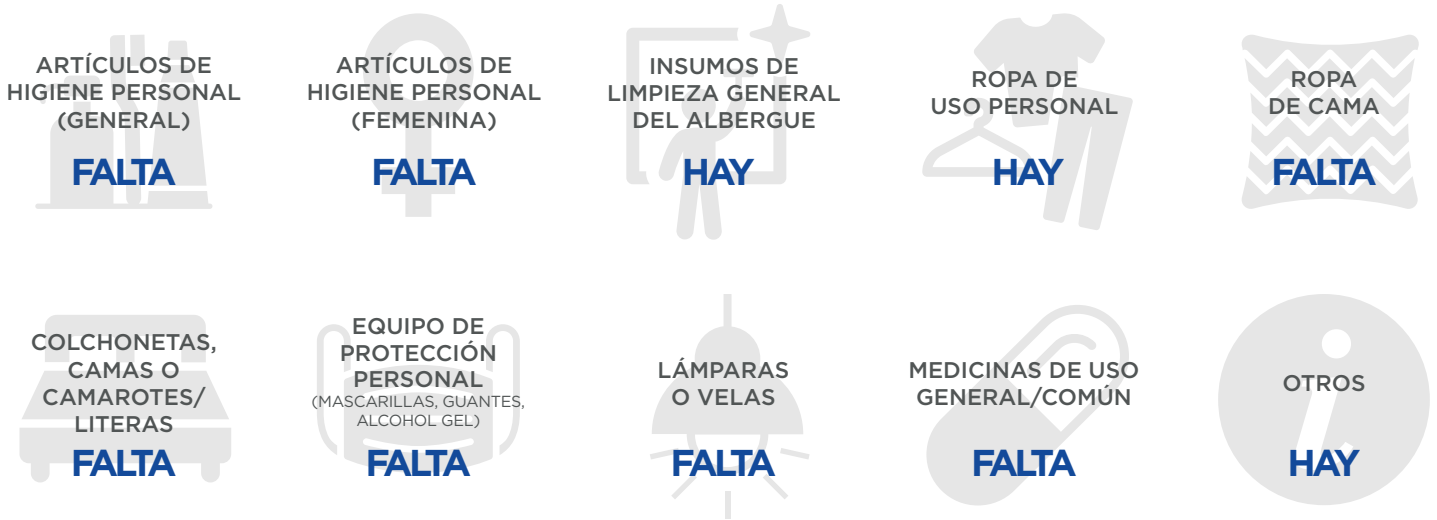 ARTÍCULOS DE
HIGIENE PERSONAL
(GENERAL)
FALTA
ARTÍCULOS DE
HIGIENE PERSONAL
(FEMENINA)
FALTA
INSUMOS DE
LIMPIEZA GENERAL
DEL ALBERGUE
HAY
ROPA DE
USO PERSONAL
HAY
ROPA
DE CAMA
FALTA
COLCHONETAS,
CAMAS O
CAMAROTES/
LITERAS
FALTA
EQUIPO DE
PROTECCIÓN
PERSONAL
(MASCARILLAS, GUANTES,
ALCOHOL GEL)
FALTA
LÁMPARAS
O VELAS
FALTA
MEDICINAS DE USO
GENERAL/COMÚN
FALTA
OTROS
HAY